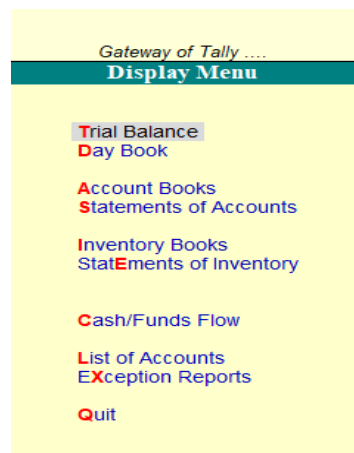 Gateway of Tally ....
Display Menu
Trial Balance
Day Book
Account Books
Statements of Accounts
Inventory Books
StatEments of Inventory
Cash/Funds Flow
List of Accounts
EXception Reports
Quit